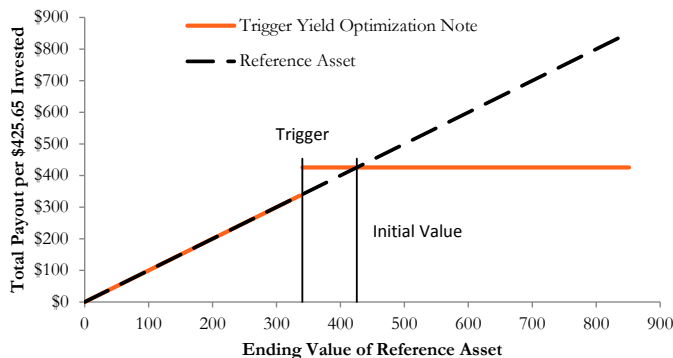 $900
$800
$700
$600
$500
$400
$300
$200
$100
$0
Total Payout per $425.65 Invested
Trigger Yield Optimization Note
Reference Asset
Trigger
Initial Value
0 100 200 300 400 500 600 700 800 900
Ending Value of Reference Asset